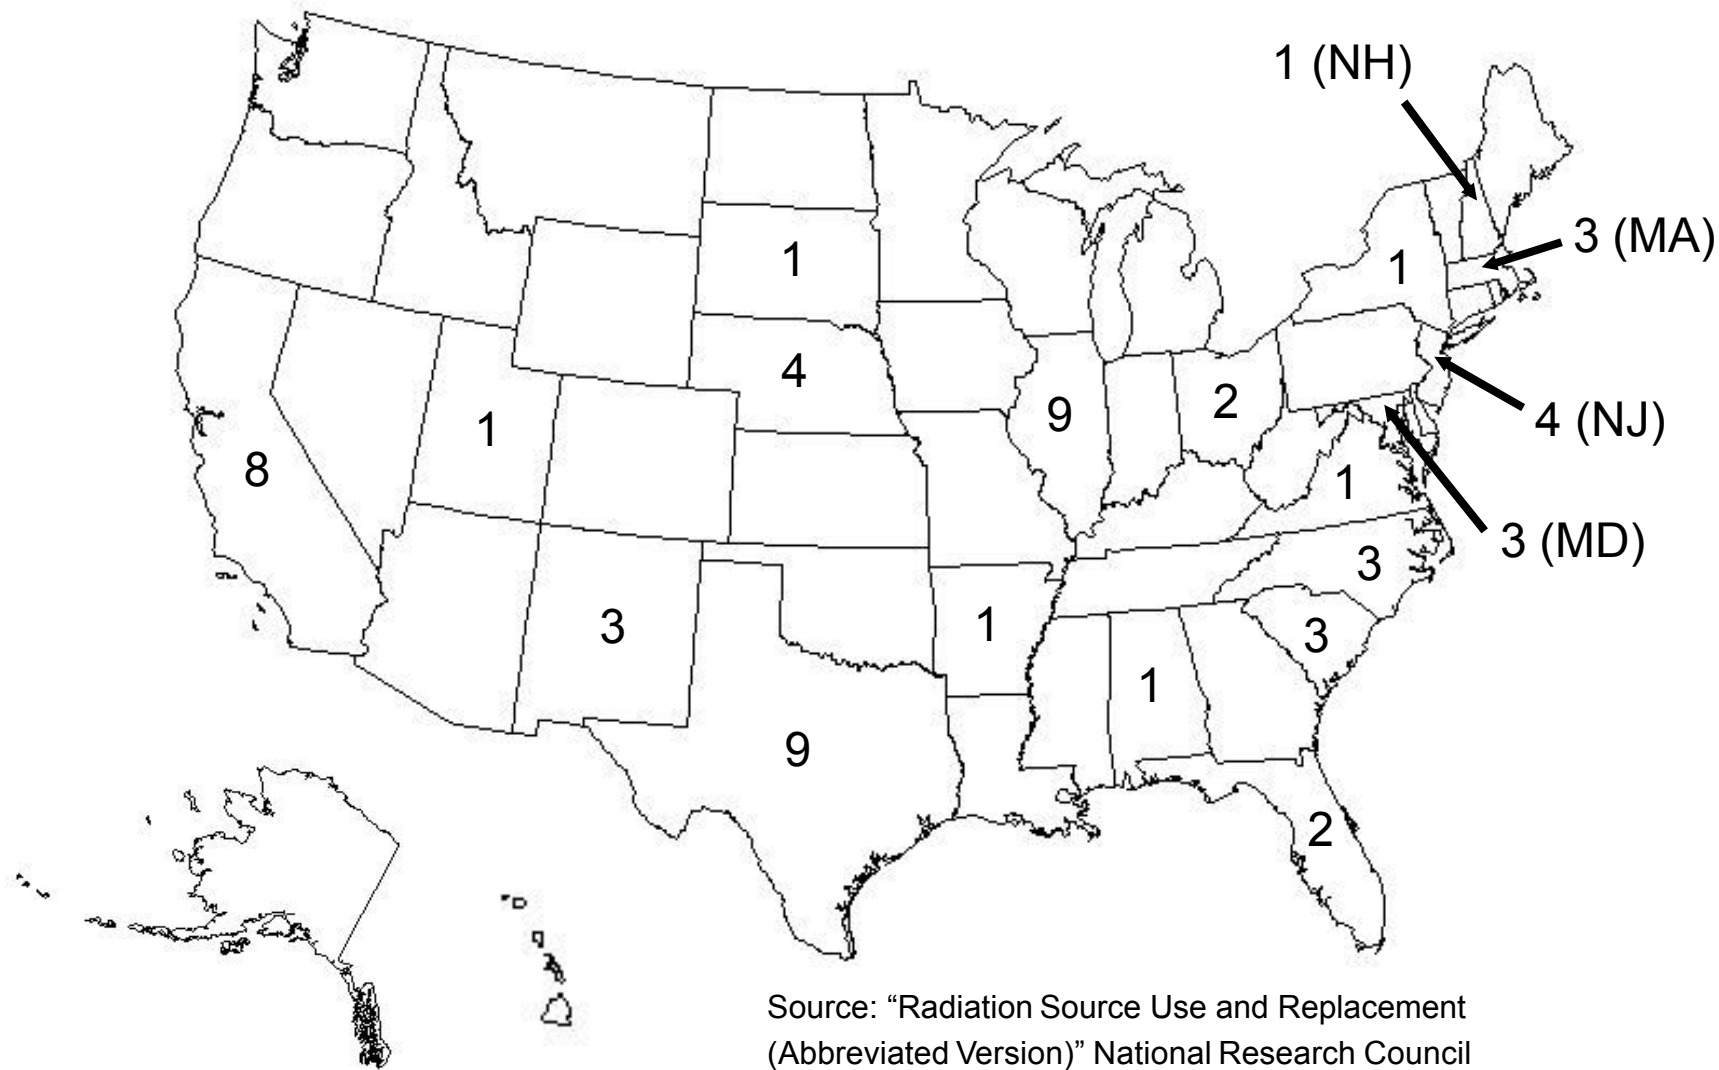 1 (NH)
3 (MA)
1
1
4
9
2
1
8
4 (NJ)
1
3 (MD)
3
3
1
3
1
9
2
Source: “Radiation Source Use and Replacement
(Abbreviated Version)” National Research Council